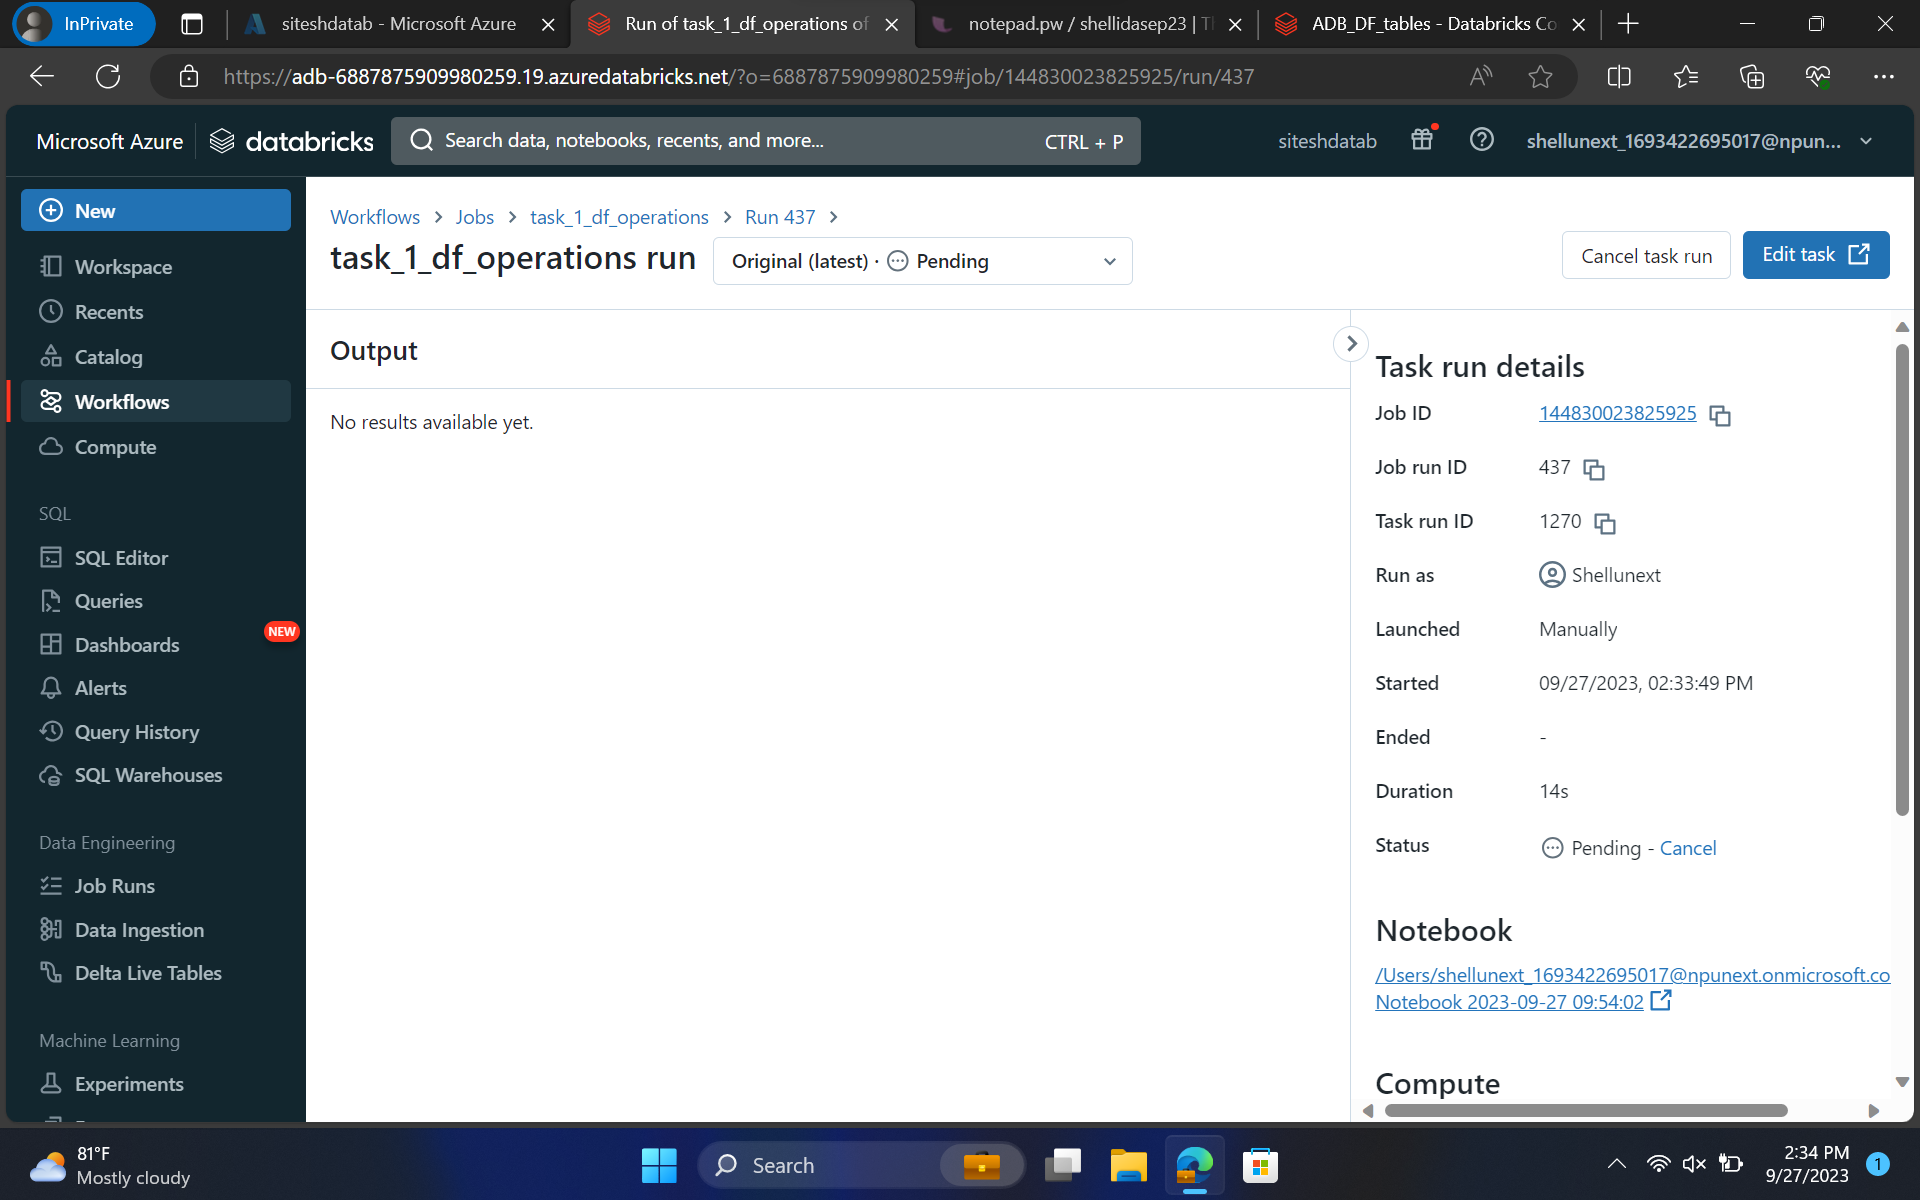 InPrivate
siteshdatab - Microsoft Azure
Run of task_1_df_operations of
notepad.pw / shellidasep23 | Th
ADB_DF_tables - Databricks Co
https://adb-6887875909980259.19.azuredatabricks.net/?o=6887875909980259#job/144830023825925/run/437
Microsoft Azure
databricks
Search data, notebooks, recents, and more...
CTRL + P
siteshdatab
shellunext_1693422695017@npun...
New
Workspace
Recents
Catalog
Workflows
Compute
SQL
SQL Editor
Queries
Dashboards
NEW
Alerts
Query History
SQL Warehouses
Data Engineering
Job Runs
Data Ingestion
Delta Live Tables
Machine Learning
Experiments
Workflows > Jobs > task_1_df_operations > Run 437 >
task_1_df_operations run
Original (latest) · Pending
Cancel task run
Edit task
Output
No results available yet.
Task run details
Job ID 144830023825925
Job run ID 437
Task run ID 1270
Run as Shellunext
Launched Manually
Started 09/27/2023, 02:33:49 PM
Ended -
Duration 14s
Status Pending - Cancel
Notebook
/Users/shellunext_1693422695017@npunext.onmicrosoft.co
Notebook 2023-09-27 09:54:02
Compute
81°F
Mostly cloudy
Search
2:34 PM
9/27/2023
1